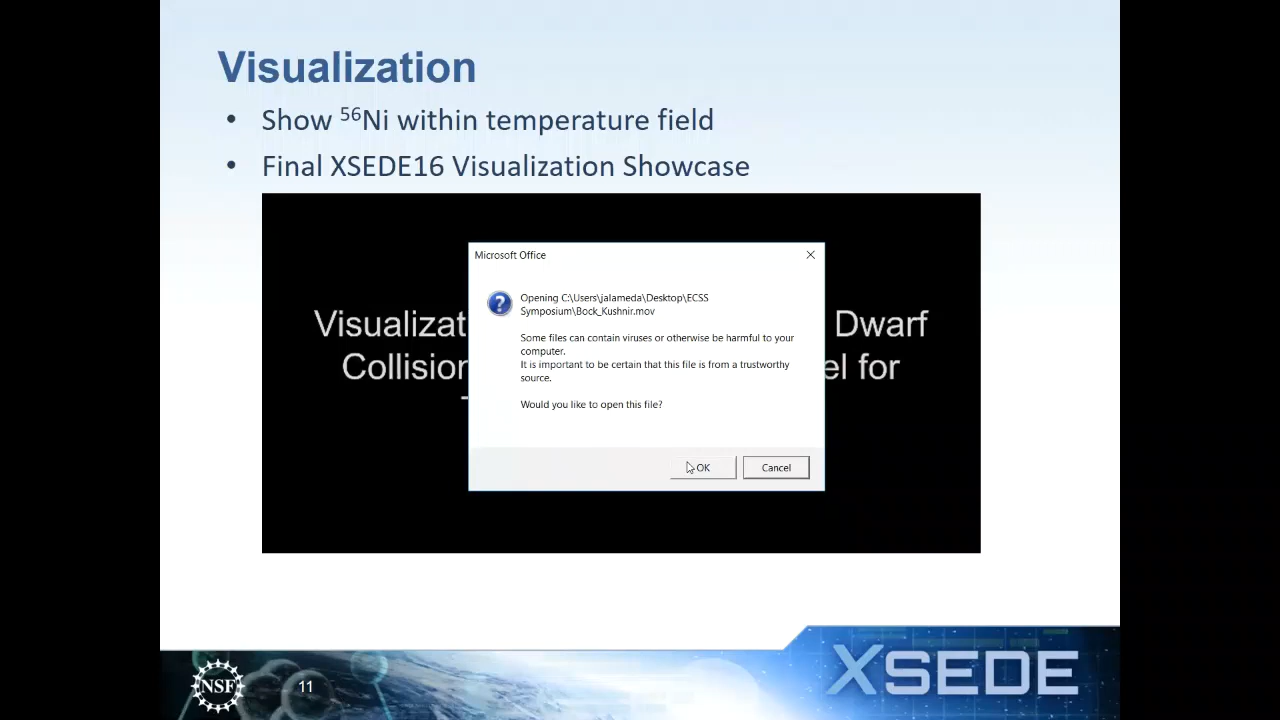 Visualization
• Show ⁵⁶Ni within temperature field
• Final XSEDE16 Visualization Showcase
Microsoft Office
Opening C:\Users\jalameda\Desktop\ECSS
Symposium\Bock_Kushnir.mov
Some files can contain viruses or otherwise be harmful to your
computer.
It is important to be certain that this file is from a trustworthy
source.
Would you like to open this file?
OK Cancel
Visualizat Dwarf
Collision el for
NSF
11
XSEDE